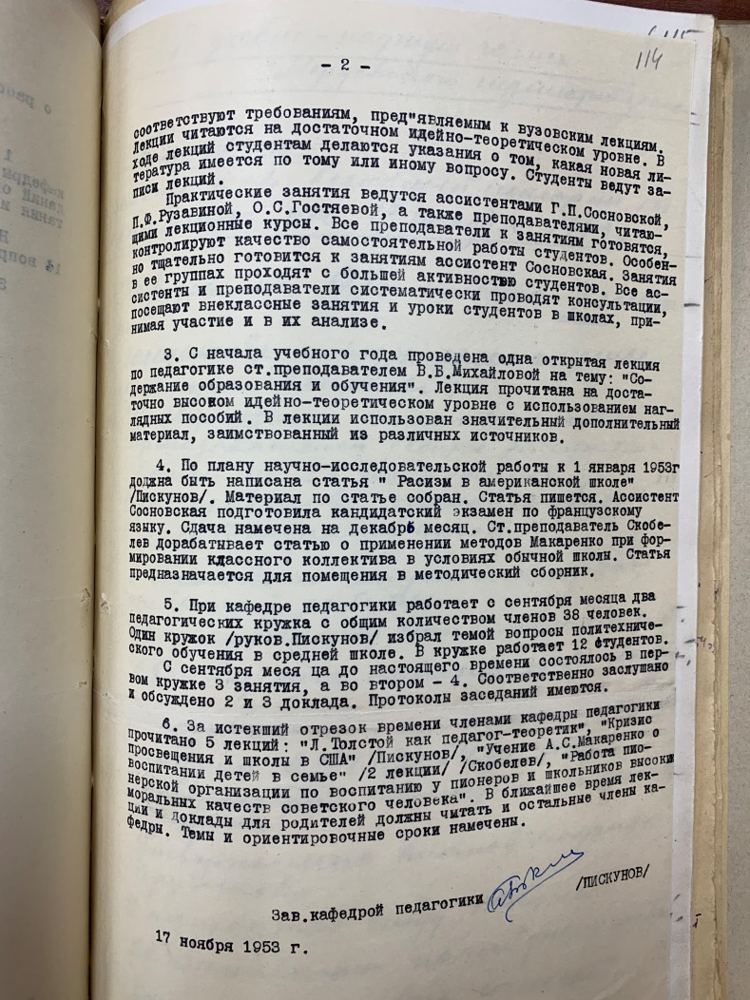 114
- 2 -
соответствуют требованиям, пред"являемым к вузовским лекциям.
Лекции читаются на достаточном идейно-теоретическом уровне. В
ходе лекций студентам делаются указания о том, какая новая ли-
тература имеется по тому или иному вопросу. Студенты ведут за-
писи лекций.
Практические занятия ведутся ассистентами Г.П.Сосновской,
П.Ф.Рузавиной, О.С.Гостяевой, а также преподавателями, читаю-
щими лекционные курсы. Все преподаватели к занятиям готовятся,
контролируют качество самостоятельной работы студентов. Особен-
но тщательно готовится к занятиям ассистент Сосновская. Занятия
в ее группах проходят с большей активностью студентов. Все ас-
систенты и преподаватели систематически проводят консультации,
посещают внеклассные занятия и уроки студентов в школах, при-
нимая участие и в их анализе.
3. С начала учебного года проведена одна открытая лекция
по педагогике ст.преподавателем В.Б.Михайловой на тему: "Со-
держание образования и обучения". Лекция прочитана на доста-
точно высоком идейно-теоретическом уровне с использованием наг-
лядных пособий. В лекции использован значительный дополнительный
материал, заимствованный из различных источников.
4. По плану научно-исследовательской работы к 1 января 1953г
должна быть написана статья " Расизм в американской школе"
/Пискунов/. Материал по статье собран. Статья пишется. Ассистент
Сосновская подготовила кандидатский экзамен по французскому
языку. Сдача намечена на декабрь месяц. Ст.преподаватель Скобе-
лев дорабатывает статью о применении методов Макаренко при фор-
мировании классного коллектива в условиях обычной школы. Статья
предназначается для помещения в методический сборник.
5. При кафедре педагогики работает с сентября месяца два
педагогических кружка с общим количеством членов 38 человек.
Один кружок /руков.Пискунов/ избрал темой вопросы политехниче-
ского обучения в средней школе. В кружке работает 12 студентов.
С сентября меся ца до настоящего времени состоялось в пер-
вом кружке 3 занятия, а во втором – 4. Соответственно заслушано
и обсуждено 2 и 3 доклада. Протоколы заседаний имеются.
6. За истекший отрезок времени членами кафедры педагогики
прочитано 5 лекций: "Л.Толстой как педагог-теоретик", "Кризис
просвещения и школы в США" /Пискунов/, "Учение А.С.Макаренко о
воспитании детей в семье" /2 лекции/ /Скобелев/, "Работа пио-
нерской организации по воспитанию у пионеров и школьников высоких
моральных качеств советского человека". В ближайшее время лек-
ции и доклады для родителей должны читать и остальные члены ка-
федры. Темы и ориентировочные сроки намечены.
Зав.кафедрой педагогики /ПИСКУНОВ/
17 ноября 1953 г.